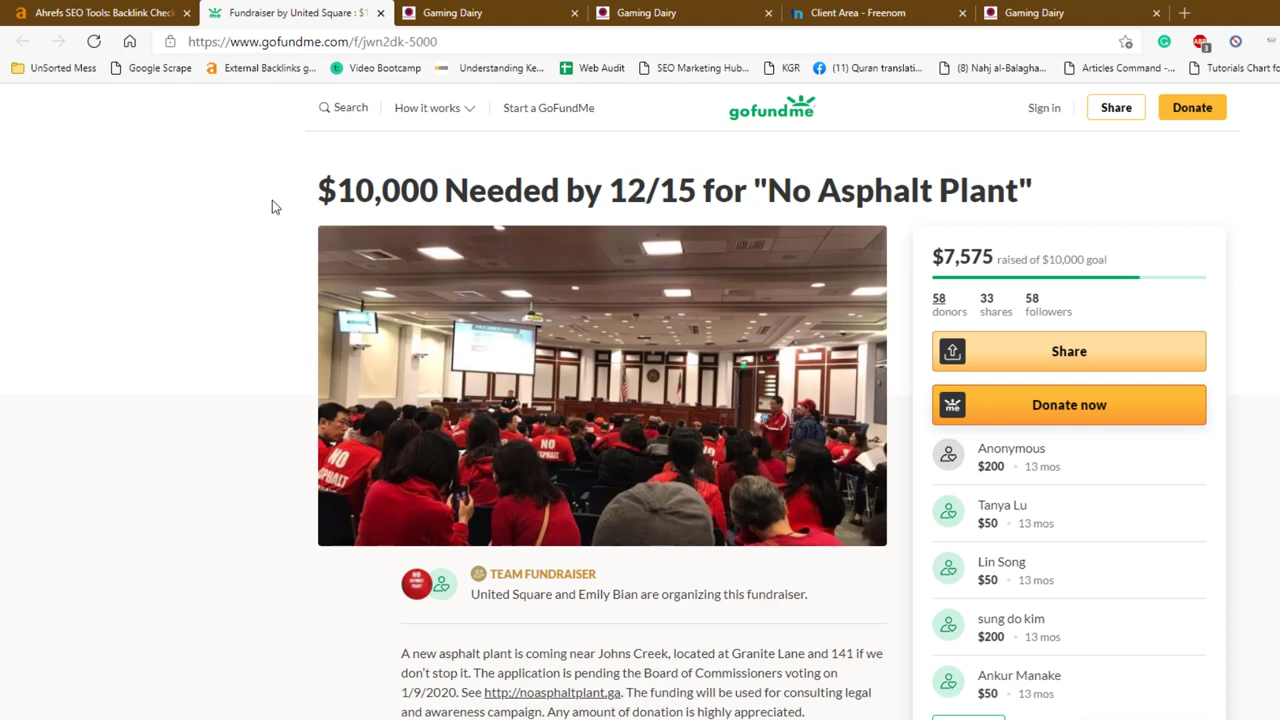 Ahrefs SEO Tools: Backlink Check
Fundraiser by United Square : $1
Gaming Dairy
Gaming Dairy
Client Area - Freenom
Gaming Dairy
https://www.gofundme.com/f/jwn2dk-5000
UnSorted Mess
Google Scrape
External Backlinks g...
Video Bootcamp
Understanding Ke...
Web Audit
SEO Marketing Hub...
KGR
(11) Quran translati...
(8) Nahj al-Balagha...
Articles Command -...
Tutorials Chart fo
Search
How it works
Start a GoFundMe
gofundme
Sign in
Share
Donate
$10,000 Needed by 12/15 for "No Asphalt Plant"
NO
ASPHALT
NO
$7,575 raised of $10,000 goal
58 donors
33 shares
58 followers
Share
me
Donate now
Anonymous
$200 • 13 mos
Tanya Lu
$50 • 13 mos
Lin Song
$50 • 13 mos
sung do kim
$200 • 13 mos
Ankur Manake
$50 • 13 mos
NO
ASPHALT
PLANT
TEAM FUNDRAISER
United Square and Emily Bian are organizing this fundraiser.
A new asphalt plant is coming near Johns Creek, located at Granite Lane and 141 if we
don't stop it. The application is pending the Board of Commissioners voting on
1/9/2020. See http://noasphaltplant.ga. The funding will be used for consulting legal
and awareness campaign. Any amount of donation is highly appreciated.